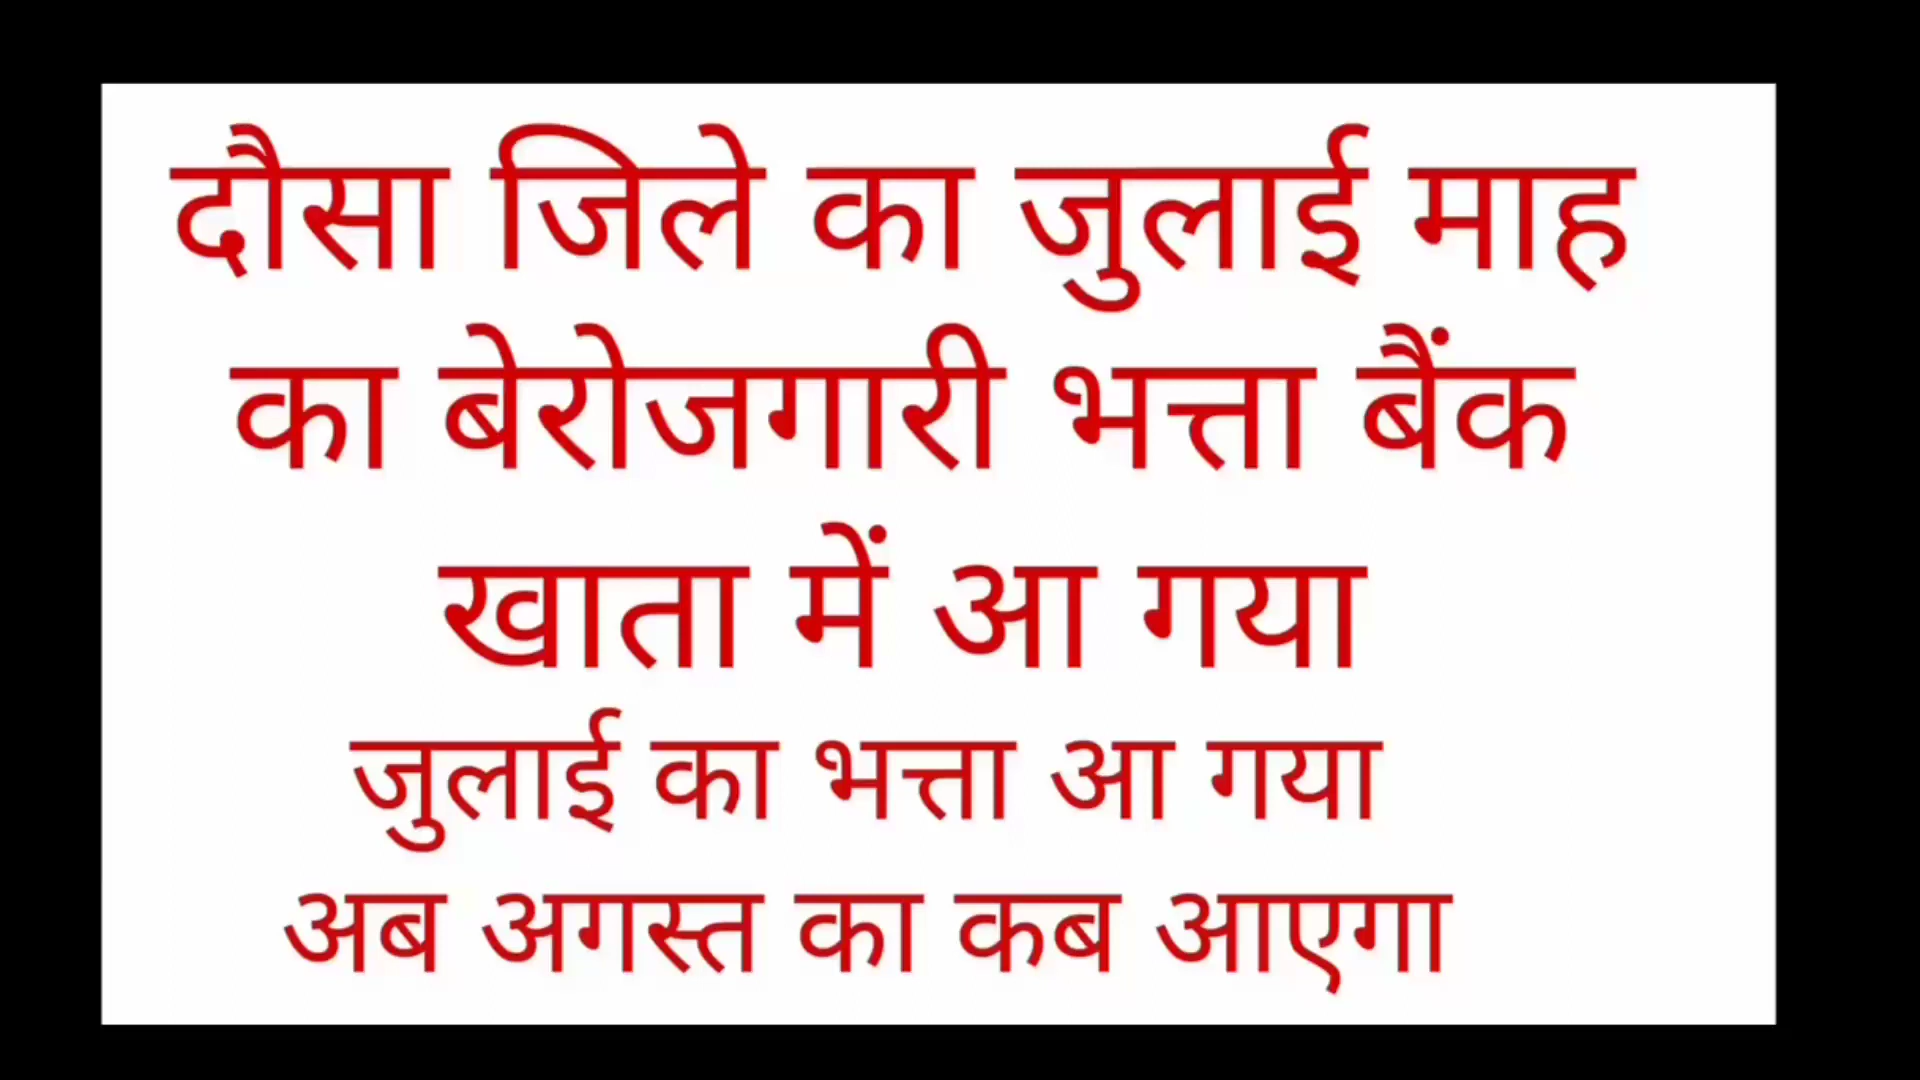 दौसा जिले का जुलाई माह
का बेरोजगारी भत्ता बैंक
खाता में आ गया
जुलाई का भत्ता आ गया
अब अगस्त का कब आएगा